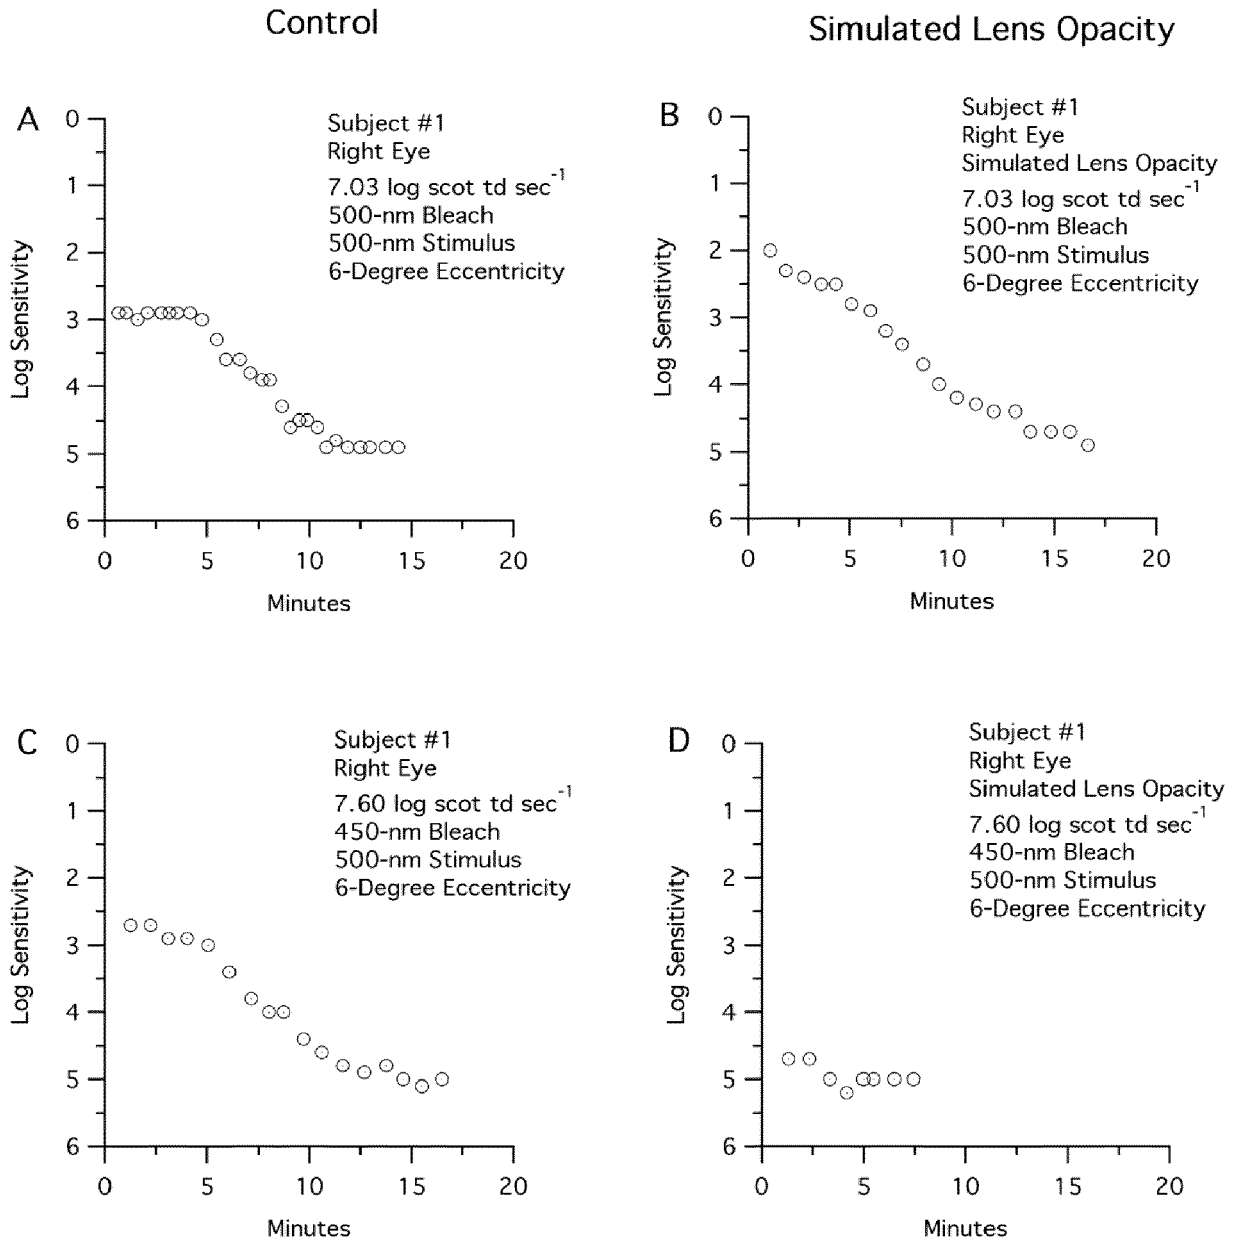 Control
Simulated Lens Opacity
A
Subject #1
Right Eye
7.03 log scot td sec⁻¹
500-nm Bleach
500-nm Stimulus
6-Degree Eccentricity
Log Sensitivity
0
1
2
3
4
5
6
0 5 10 15 20
Minutes
B
Subject #1
Right Eye
Simulated Lens Opacity
7.03 log scot td sec⁻¹
500-nm Bleach
500-nm Stimulus
6-Degree Eccentricity
Log Sensitivity
0
1
2
3
4
5
6
0 5 10 15 20
Minutes
C
Subject #1
Right Eye
7.60 log scot td sec⁻¹
450-nm Bleach
500-nm Stimulus
6-Degree Eccentricity
Log Sensitivity
0
1
2
3
4
5
6
0 5 10 15 20
Minutes
D
Subject #1
Right Eye
Simulated Lens Opacity
7.60 log scot td sec⁻¹
450-nm Bleach
500-nm Stimulus
6-Degree Eccentricity
Log Sensitivity
0
1
2
3
4
5
6
0 5 10 15 20
Minutes